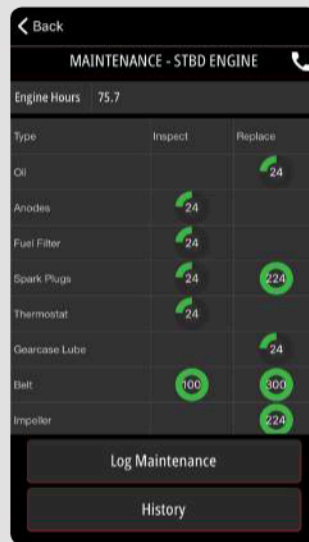 Back
MAINTENANCE - STBD ENGINE
Engine Hours 75.7
Type Inspect Replace
Oil 24
Anodes 24
Fuel Filter 24
Spark Plugs 24 224
Thermostat 24
Gearcase Lube 24
Belt 100 300
Impeller 224
Log Maintenance
History